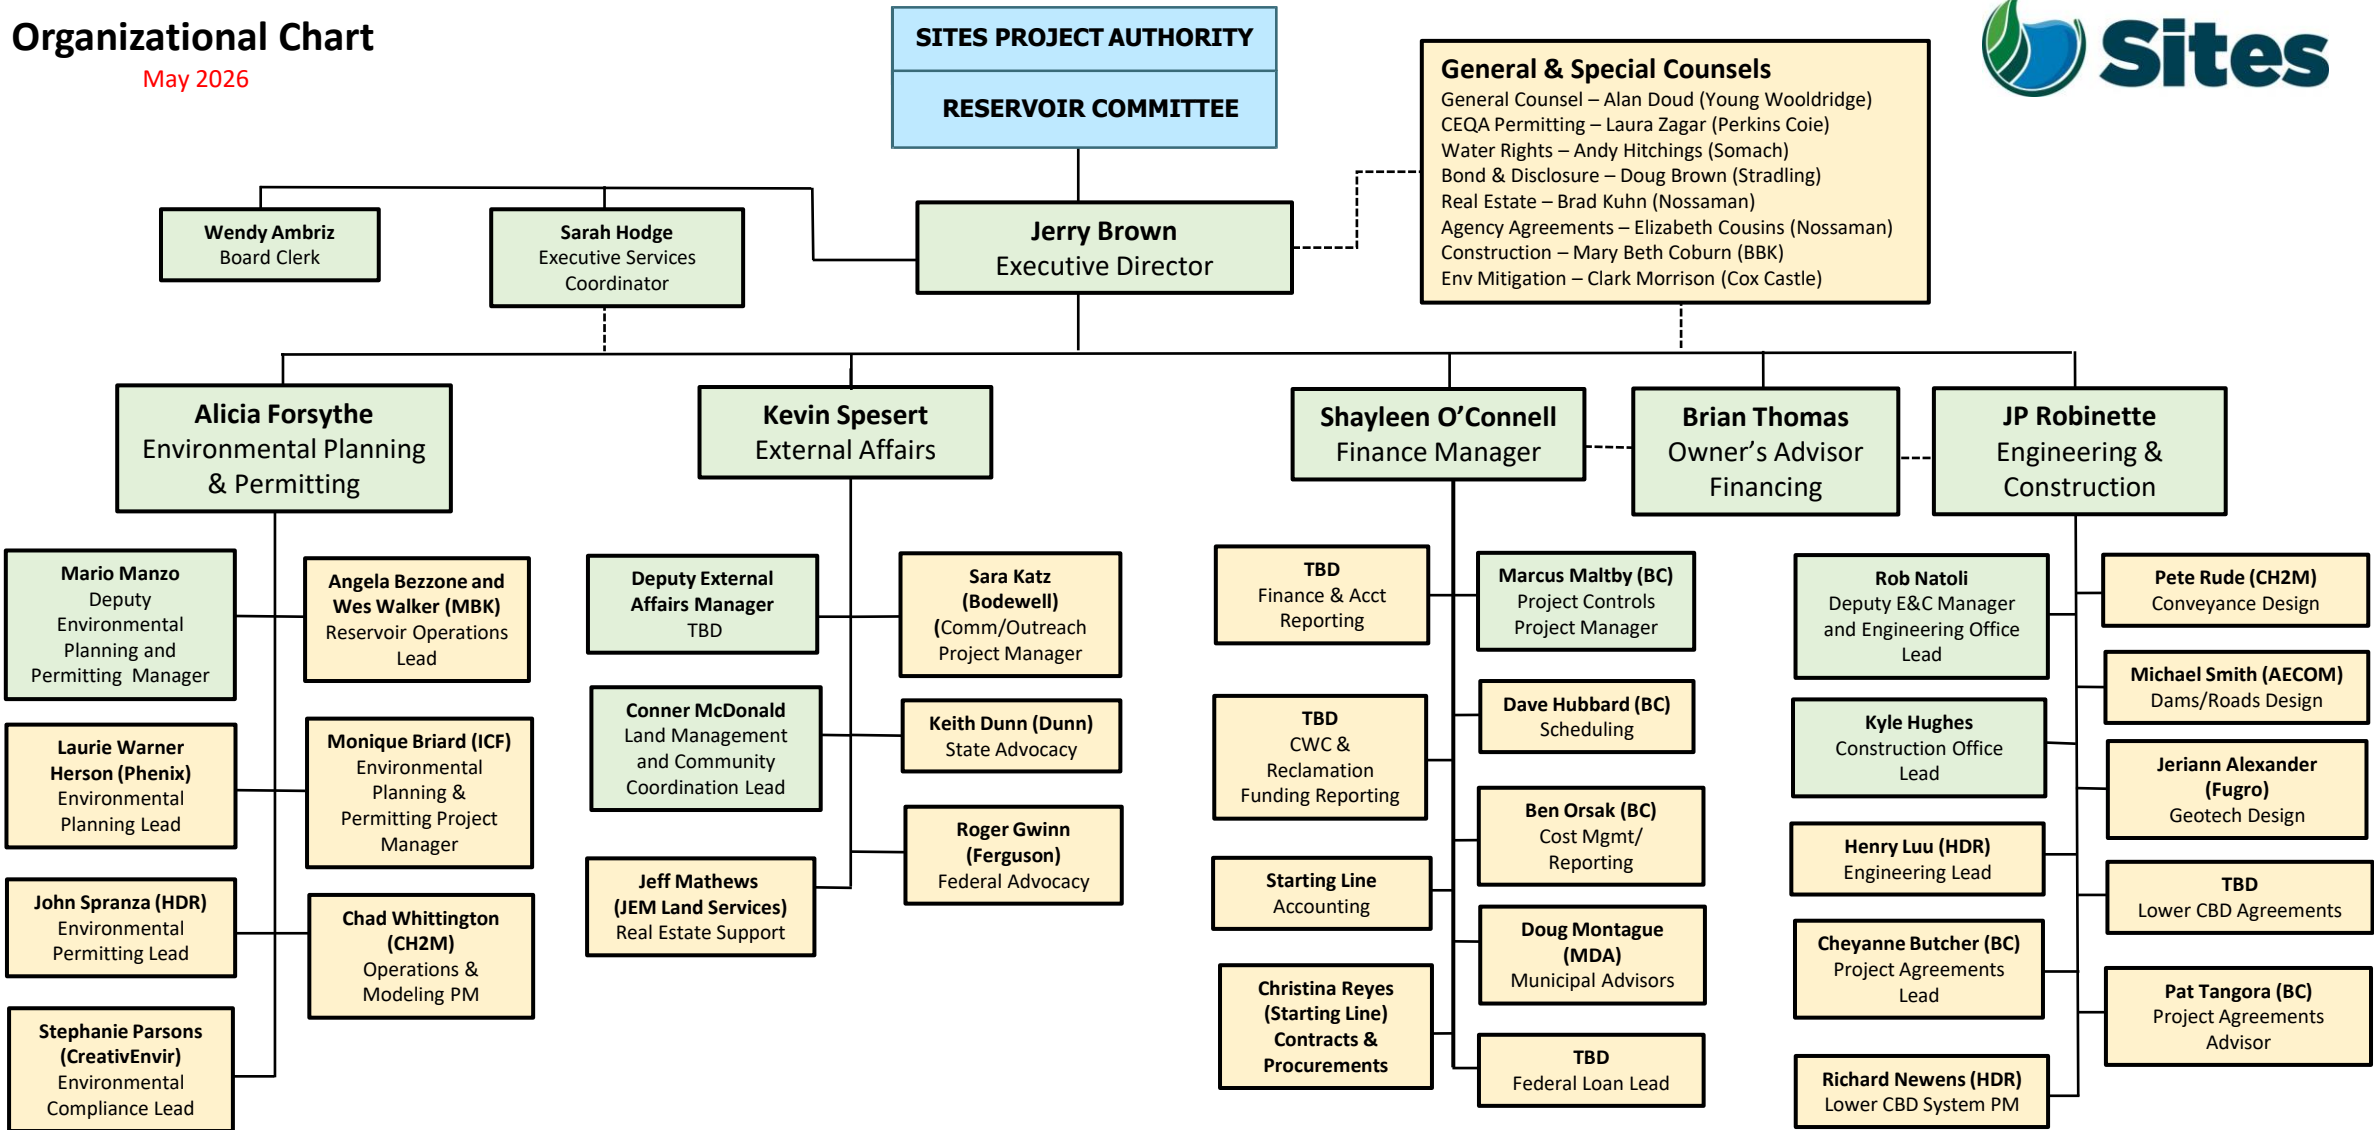 Organizational Chart
May 2026
SITES PROJECT AUTHORITY
RESERVOIR COMMITTEE
General & Special Counsels
General Counsel – Alan Doud (Young Wooldridge)
CEQA Permitting – Laura Zagar (Perkins Coie)
Water Rights – Andy Hitchings (Somach)
Bond & Disclosure – Doug Brown (Stradling)
Real Estate – Brad Kuhn (Nossaman)
Agency Agreements – Elizabeth Cousins (Nossaman)
Construction – Mary Beth Coburn (BBK)
Env Mitigation – Clark Morrison (Cox Castle)
Sites
Wendy Ambriz
Board Clerk
Sarah Hodge
Executive Services
Coordinator
Jerry Brown
Executive Director
Alicia Forsythe
Environmental Planning
& Permitting
Kevin Spesert
External Affairs
Shayleen O’Connell
Finance Manager
Brian Thomas
Owner’s Advisor
Financing
JP Robinette
Engineering &
Construction
Mario Manzo
Deputy
Environmental
Planning and
Permitting Manager
Angela Bezzone and
Wes Walker (MBK)
Reservoir Operations
Lead
Laurie Warner
Herson (Phenix)
Environmental
Planning Lead
Monique Briard (ICF)
Environmental
Planning &
Permitting Project
Manager
John Spranza (HDR)
Environmental
Permitting Lead
Chad Whittington
(CH2M)
Operations &
Modeling PM
Stephanie Parsons
(CreativEnvir)
Environmental
Compliance Lead
Deputy External
Affairs Manager
TBD
Sara Katz
(Bodewell)
(Comm/Outreach
Project Manager
Conner McDonald
Land Management
and Community
Coordination Lead
Keith Dunn (Dunn)
State Advocacy
Jeff Mathews
(JEM Land Services)
Real Estate Support
Roger Gwinn
(Ferguson)
Federal Advocacy
TBD
Finance & Acct
Reporting
Marcus Maltby (BC)
Project Controls
Project Manager
TBD
CWC &
Reclamation
Funding Reporting
Dave Hubbard (BC)
Scheduling
Ben Orsak (BC)
Cost Mgmt/
Reporting
Starting Line
Accounting
Doug Montague
(MDA)
Municipal Advisors
Christina Reyes
(Starting Line)
Contracts &
Procurements
TBD
Federal Loan Lead
Rob Natoli
Deputy E&C Manager
and Engineering Office
Lead
Pete Rude (CH2M)
Conveyance Design
Michael Smith (AECOM)
Dams/Roads Design
Kyle Hughes
Construction Office
Lead
Jeriann Alexander
(Fugro)
Geotech Design
Henry Luu (HDR)
Engineering Lead
TBD
Lower CBD Agreements
Cheyanne Butcher (BC)
Project Agreements
Lead
Pat Tangora (BC)
Project Agreements
Advisor
Richard Newens (HDR)
Lower CBD System PM